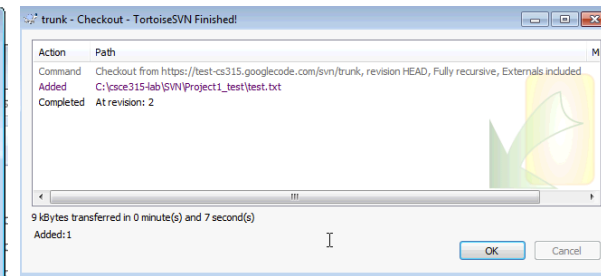 trunk - Checkout - TortoiseSVN Finished!
Action Path M
Command Checkout from https://test-cs315.googlecode.com/svn/trunk, revision HEAD, Fully recursive, Externals included
Added C:\csce315-lab\SVN\Project1_test\test.txt
Completed At revision: 2
9 kBytes transferred in 0 minute(s) and 7 second(s)
Added:1
OK Cancel